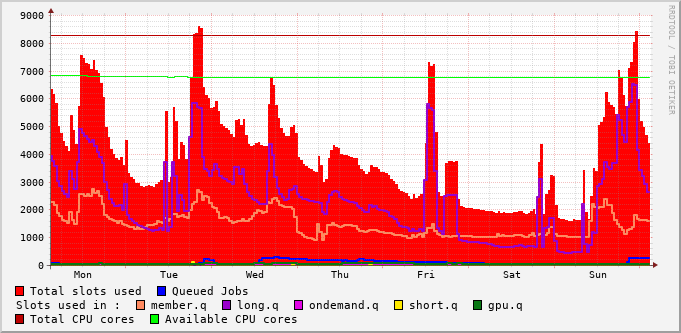 9000
8000
7000
6000
5000
4000
3000
2000
1000
0
Mon Tue Wed Thu Fri Sat Sun
RRDTOOL / TOBI OETIKER
Total slots used Queued Jobs
Slots used in : member.q long.q ondemand.q short.q gpu.q
Total CPU cores Available CPU cores